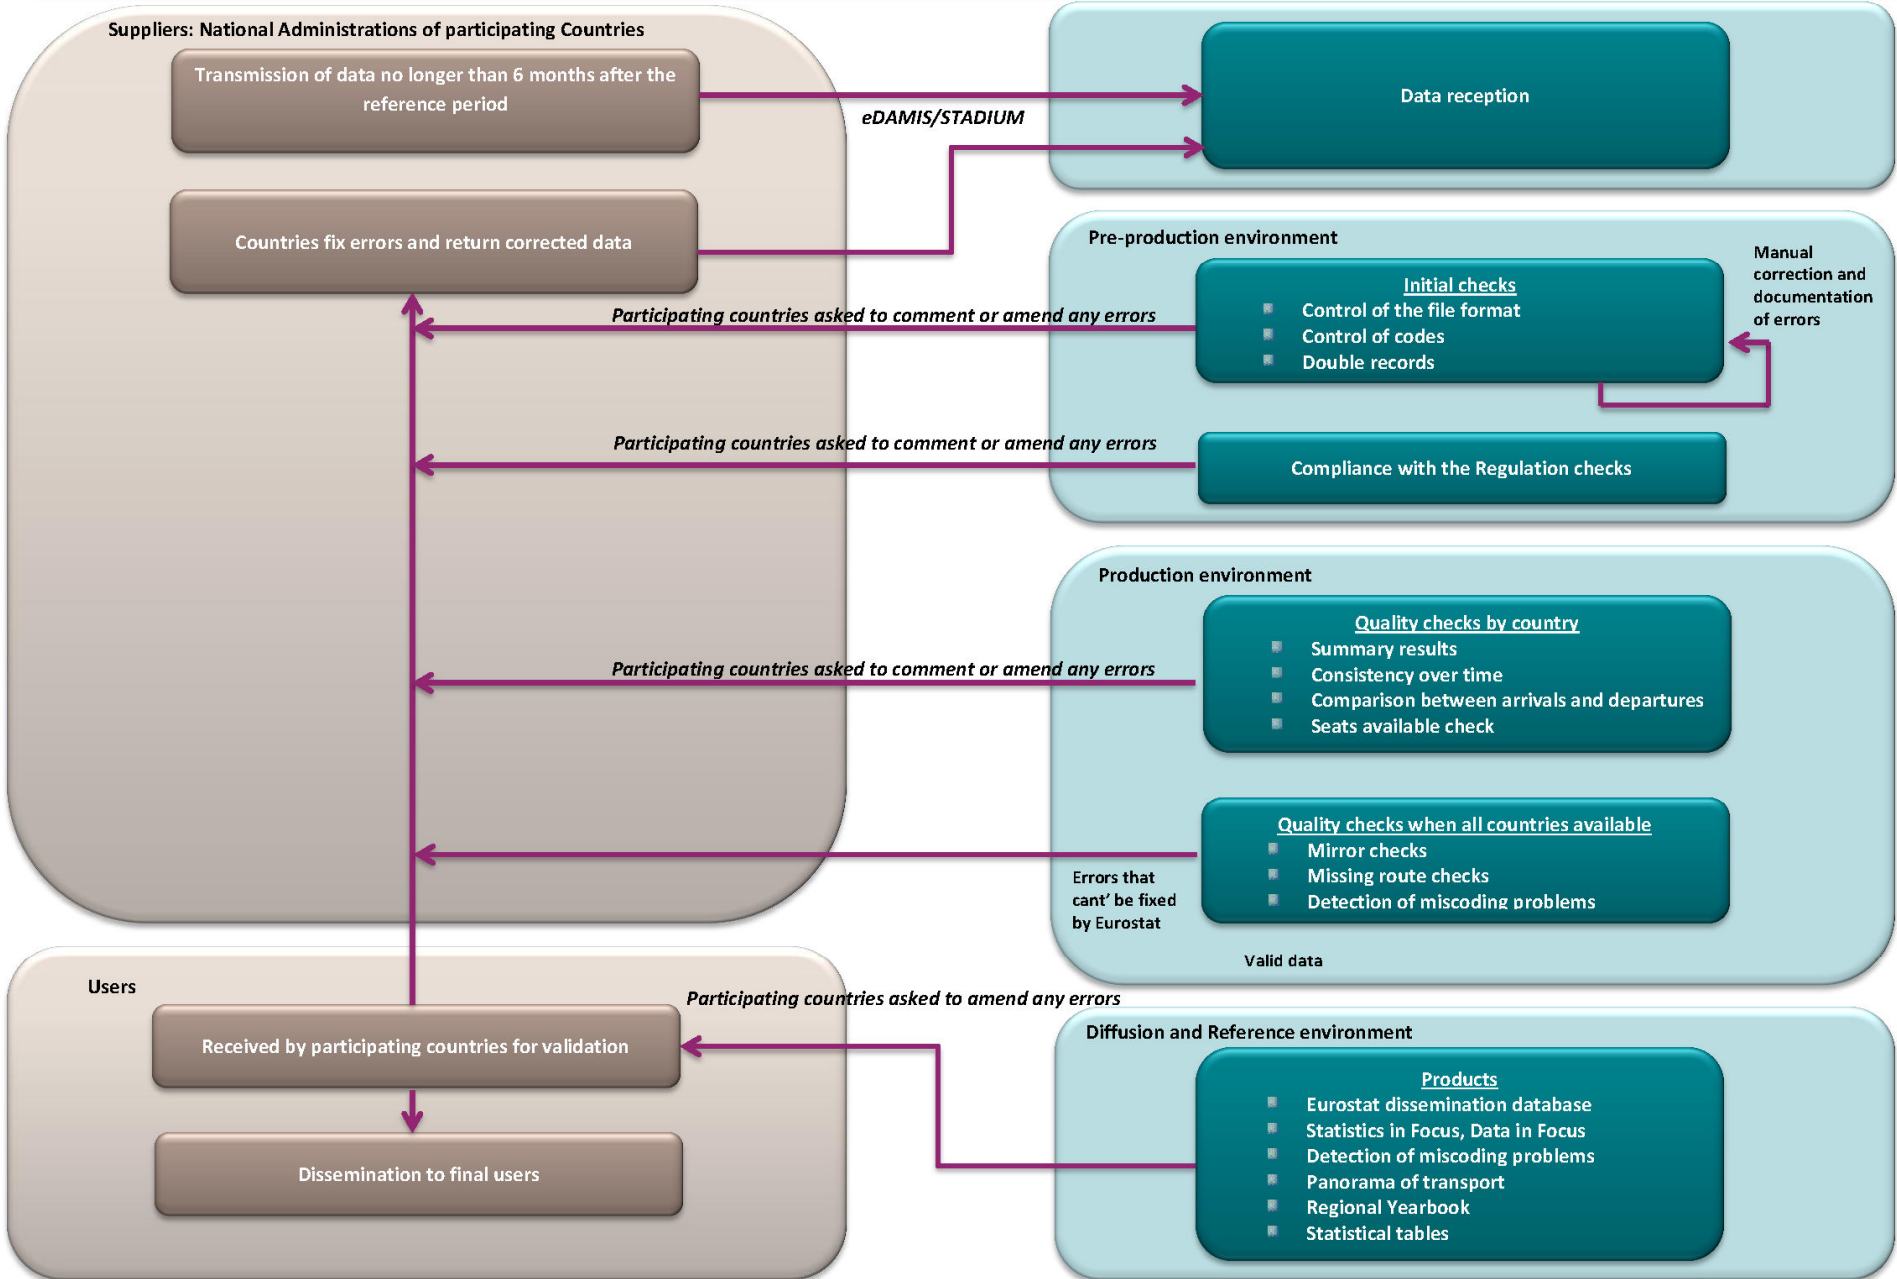 Suppliers: National Administrations of participating Countries
Transmission of data no longer than 6 months after the
reference period
eDAMIS/STADIUM
Data reception
Countries fix errors and return corrected data
Pre-production environment
Initial checks
Control of the file format
Control of codes
Double records
Manual
correction and
documentation
of errors
Participating countries asked to comment or amend any errors
Participating countries asked to comment or amend any errors
Compliance with the Regulation checks
Production environment
Quality checks by country
Summary results
Consistency over time
Comparison between arrivals and departures
Seats available check
Participating countries asked to comment or amend any errors
Quality checks when all countries available
Mirror checks
Missing route checks
Detection of miscoding problems
Errors that
cant' be fixed
by Eurostat
Valid data
Users
Participating countries asked to amend any errors
Received by participating countries for validation
Dissemination to final users
Diffusion and Reference environment
Products
Eurostat dissemination database
Statistics in Focus, Data in Focus
Detection of miscoding problems
Panorama of transport
Regional Yearbook
Statistical tables